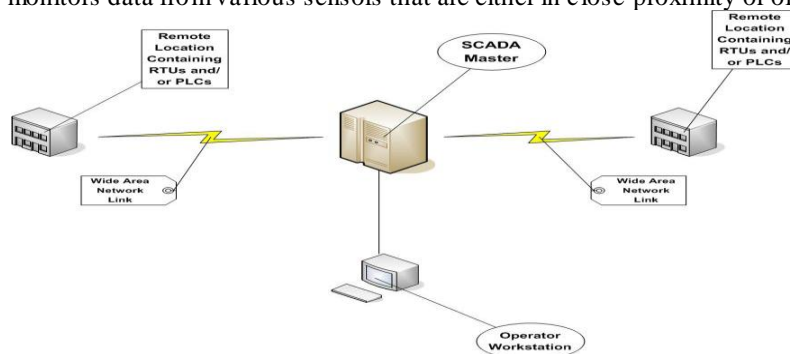 monitors data from various sensors that are either in close proximity or
Remote
Location
Containing
RTUs and/
or PLCs
SCADA
Master
Remote
Location
Containing
RTUs and/
or PLCs
Wide Area
Network
Link
Wide Area
Network
Link
Operator
Workstation